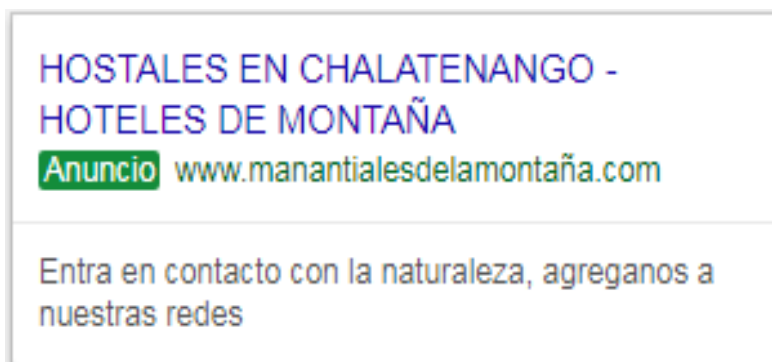 HOSTALES EN CHALATENANGO -
HOTELES DE MONTAÑA
Anuncio www.manantialesdelamontaña.com
Entra en contacto con la naturaleza, agreganos a
nuestras redes